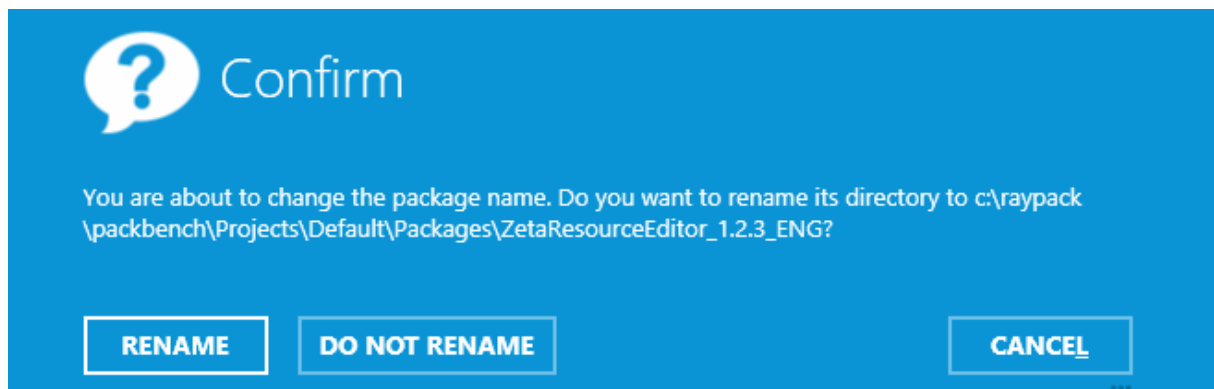 Confirm
You are about to change the package name. Do you want to rename its directory to c:\raypack
\packbench\Projects\Default\Packages\ZetaResourceEditor_1.2.3_ENG?
RENAME DO NOT RENAME CANCEL